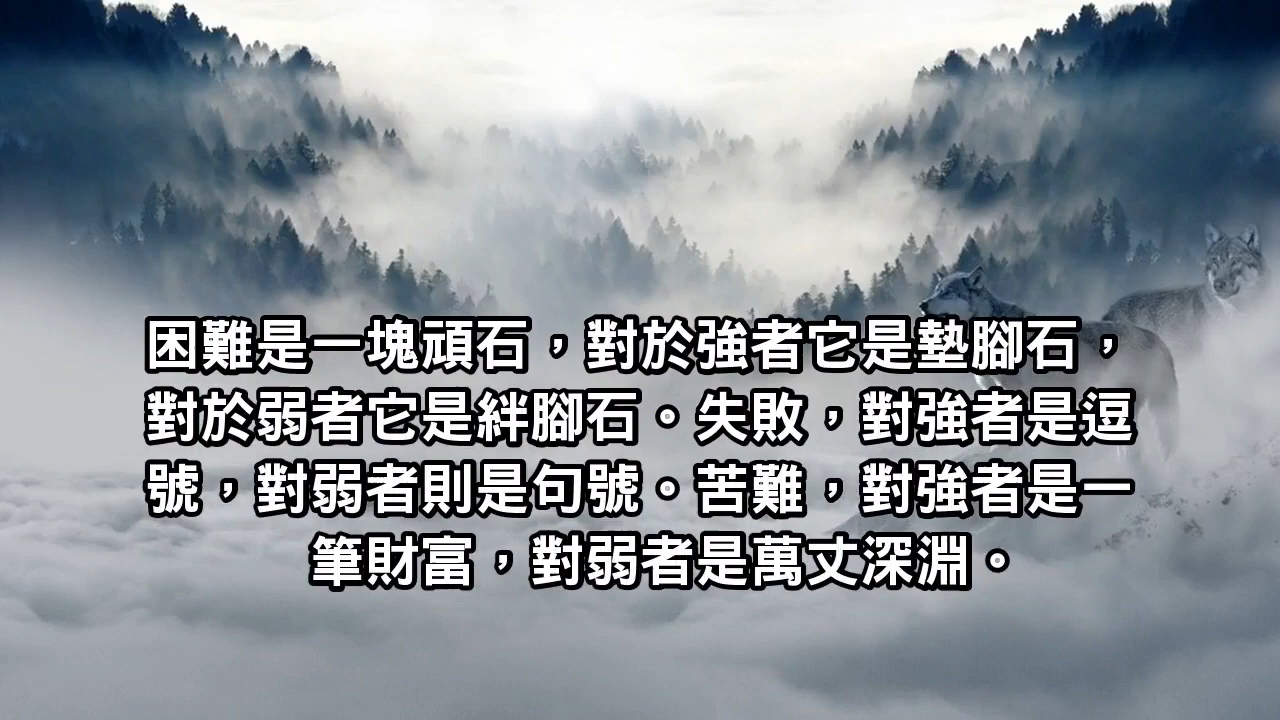 困難是一塊頑石，對於強者它是墊腳石，
對於弱者它是絆腳石。失敗，對強者是逗
號，對弱者則是句號。苦難，對強者是一
筆財富，對弱者是萬丈深淵。